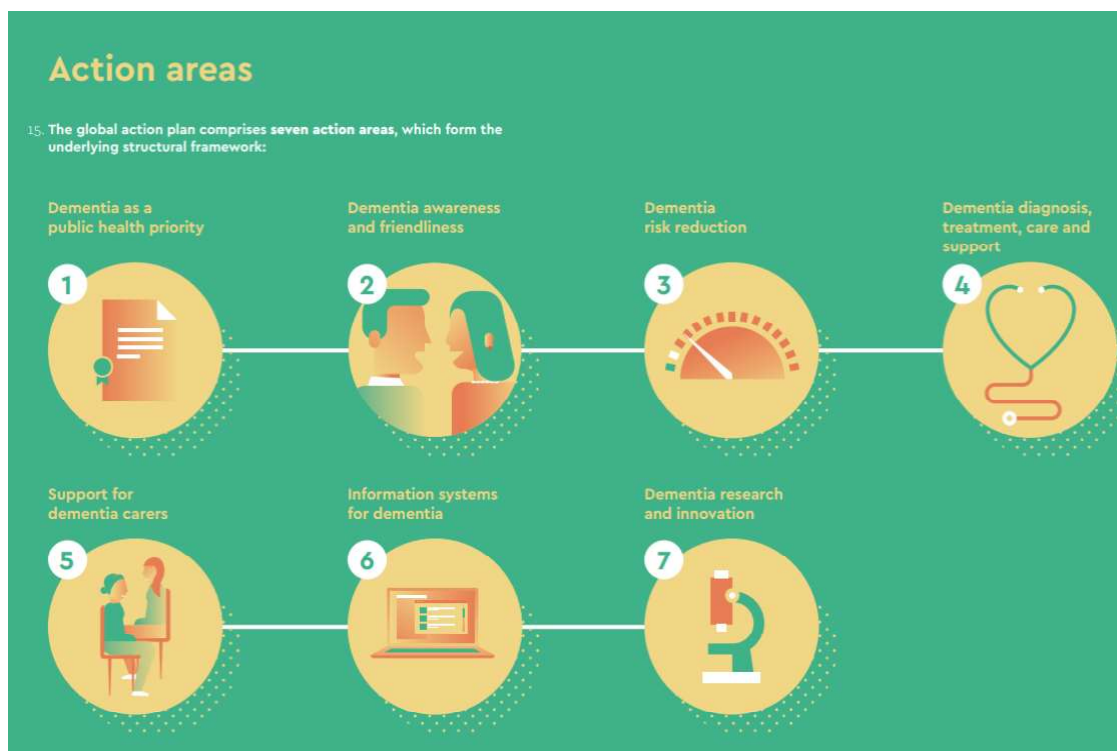 Action areas
15. The global action plan comprises seven action areas, which form the
underlying structural framework:
Dementia as a
public health priority
1
Dementia awareness
and friendliness
2
Dementia
risk reduction
3
Dementia diagnosis,
treatment, care and
support
4
Support for
dementia carers
5
Information systems
for dementia
6
Dementia research
and innovation
7